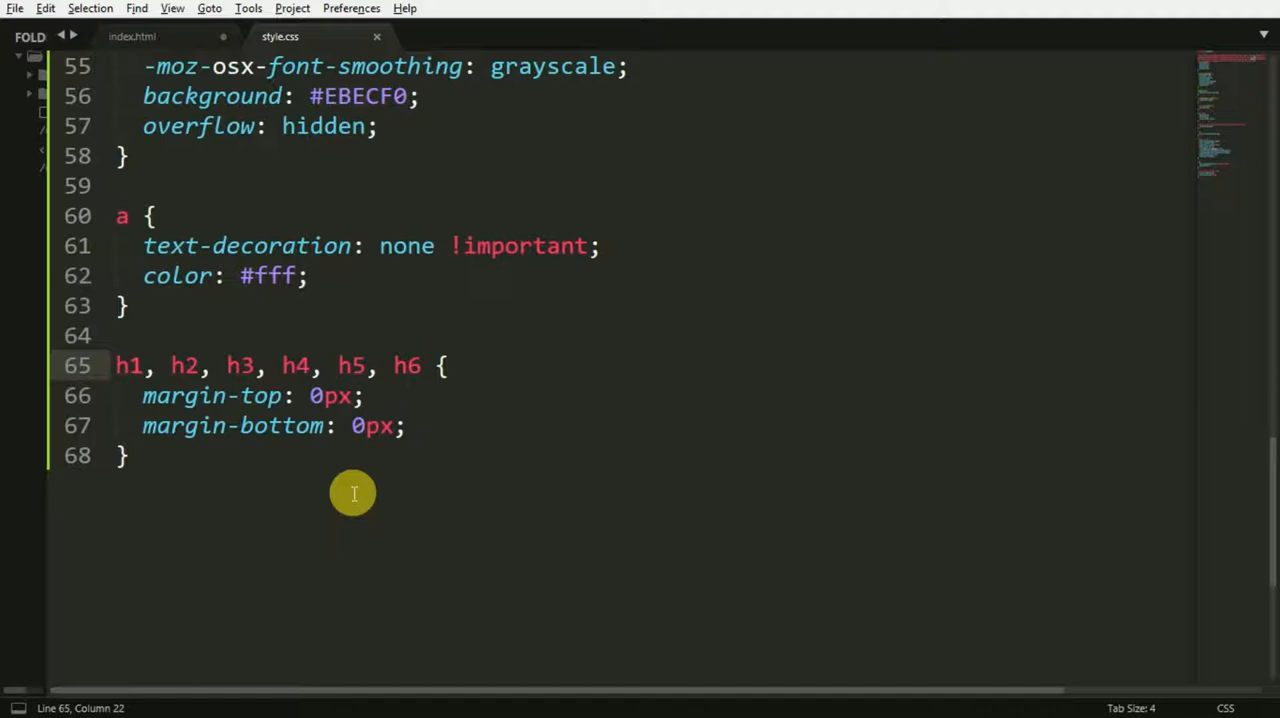 File Edit Selection Find View Goto Tools Project Preferences Help
FOLD index.html style.css ×
55 -moz-osx-font-smoothing: grayscale;
56 background: #EBECF0;
57 overflow: hidden;
58 }
59
60 a {
61 text-decoration: none !important;
62 color: #fff;
63 }
64
65 h1, h2, h3, h4, h5, h6 {
66 margin-top: 0px;
67 margin-bottom: 0px;
68 }
Line 65, Column 22 Tab Size: 4 CSS